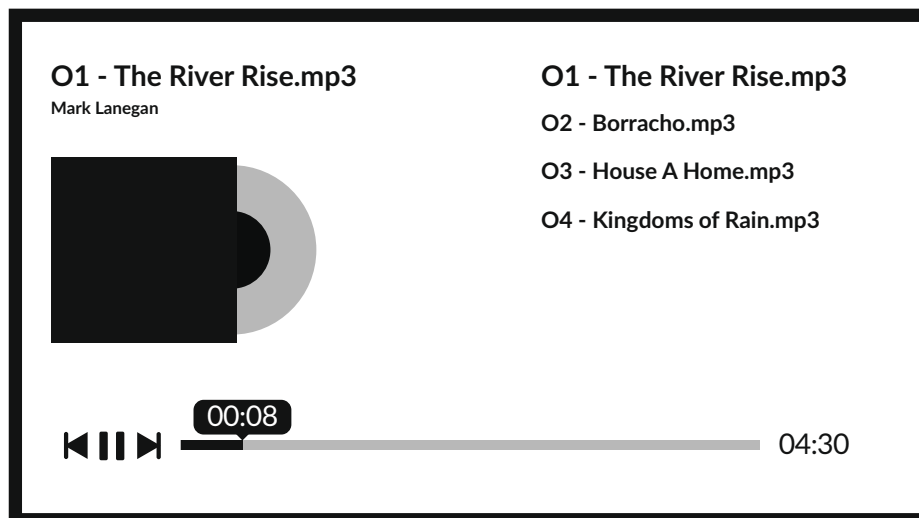 O1 - The River Rise.mp3
Mark Lanegan
O1 - The River Rise.mp3
O2 - Borracho.mp3
O3 - House A Home.mp3
O4 - Kingdoms of Rain.mp3
00:08
04:30